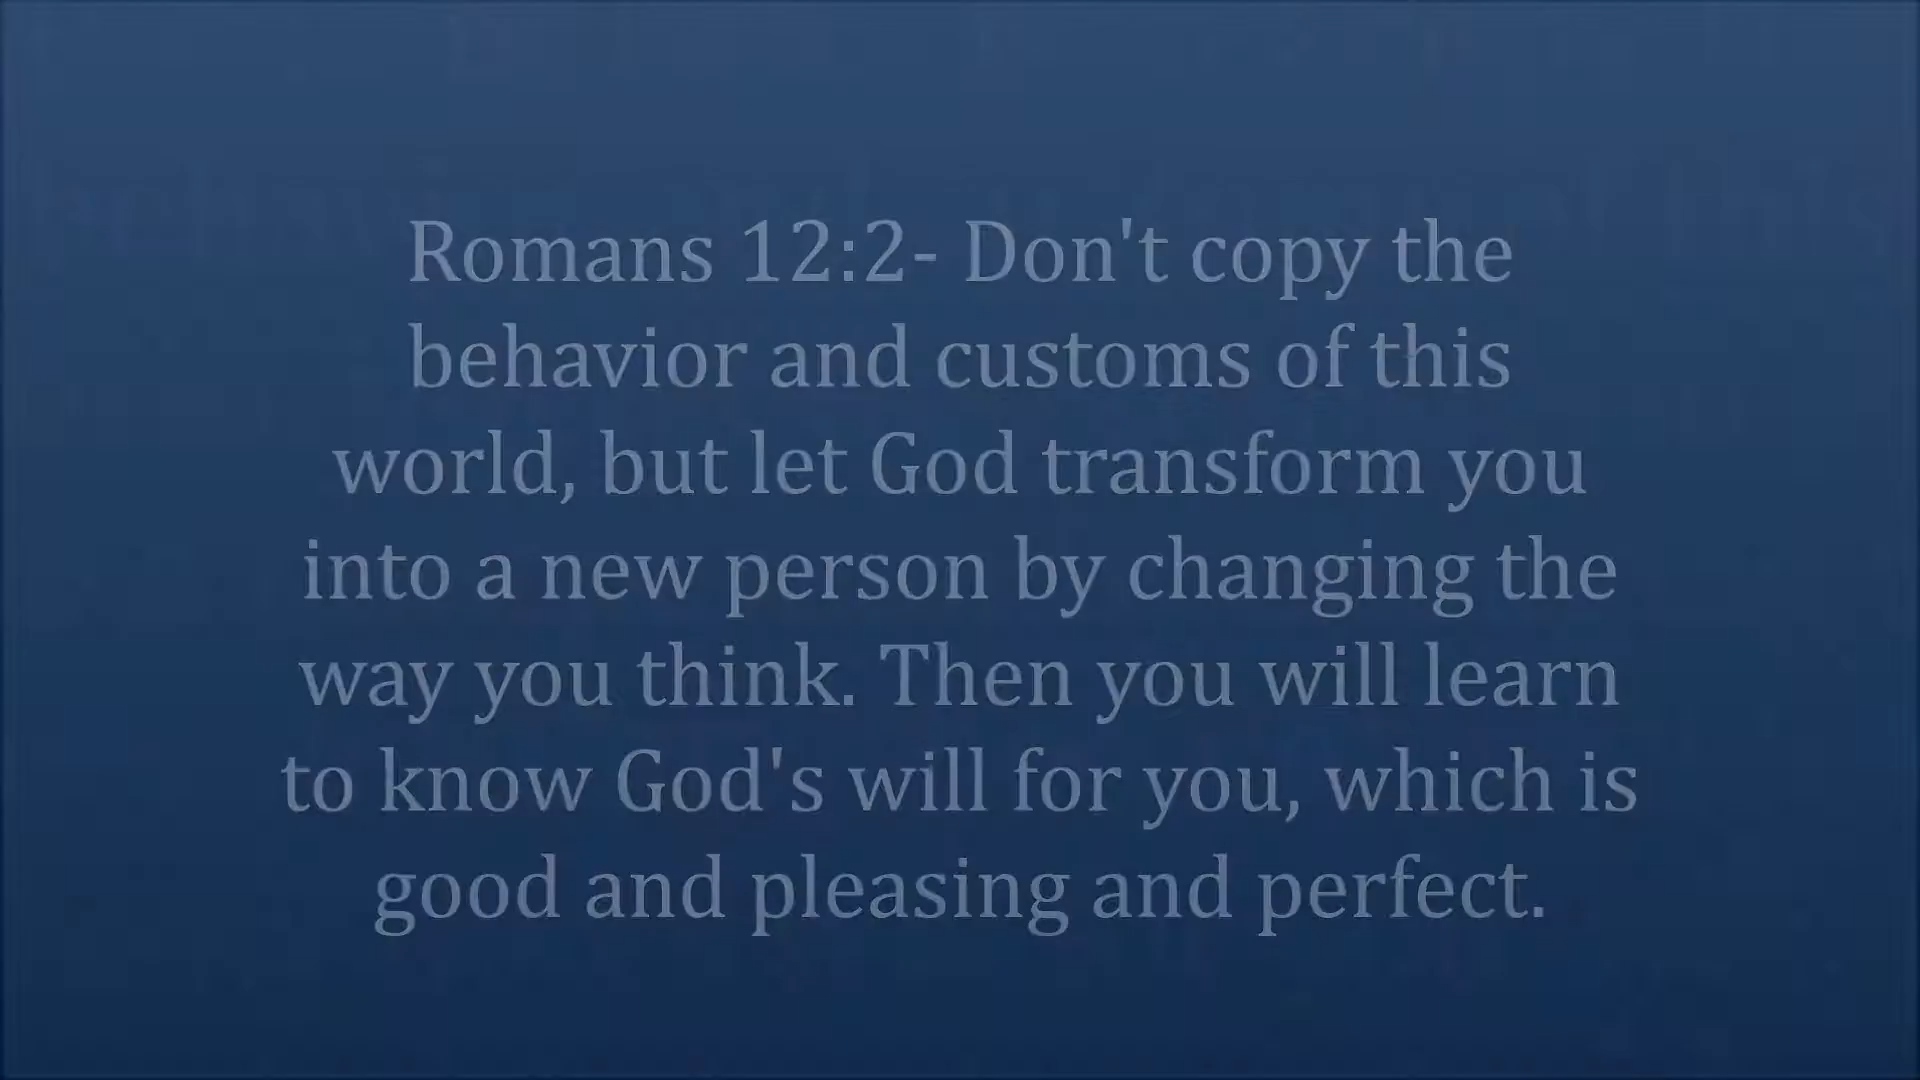 Romans 12:2- Don't copy the
behavior and customs of this
world, but let God transform you
into a new person by changing the
way you think. Then you will learn
to know God's will for you, which is
good and pleasing and perfect.